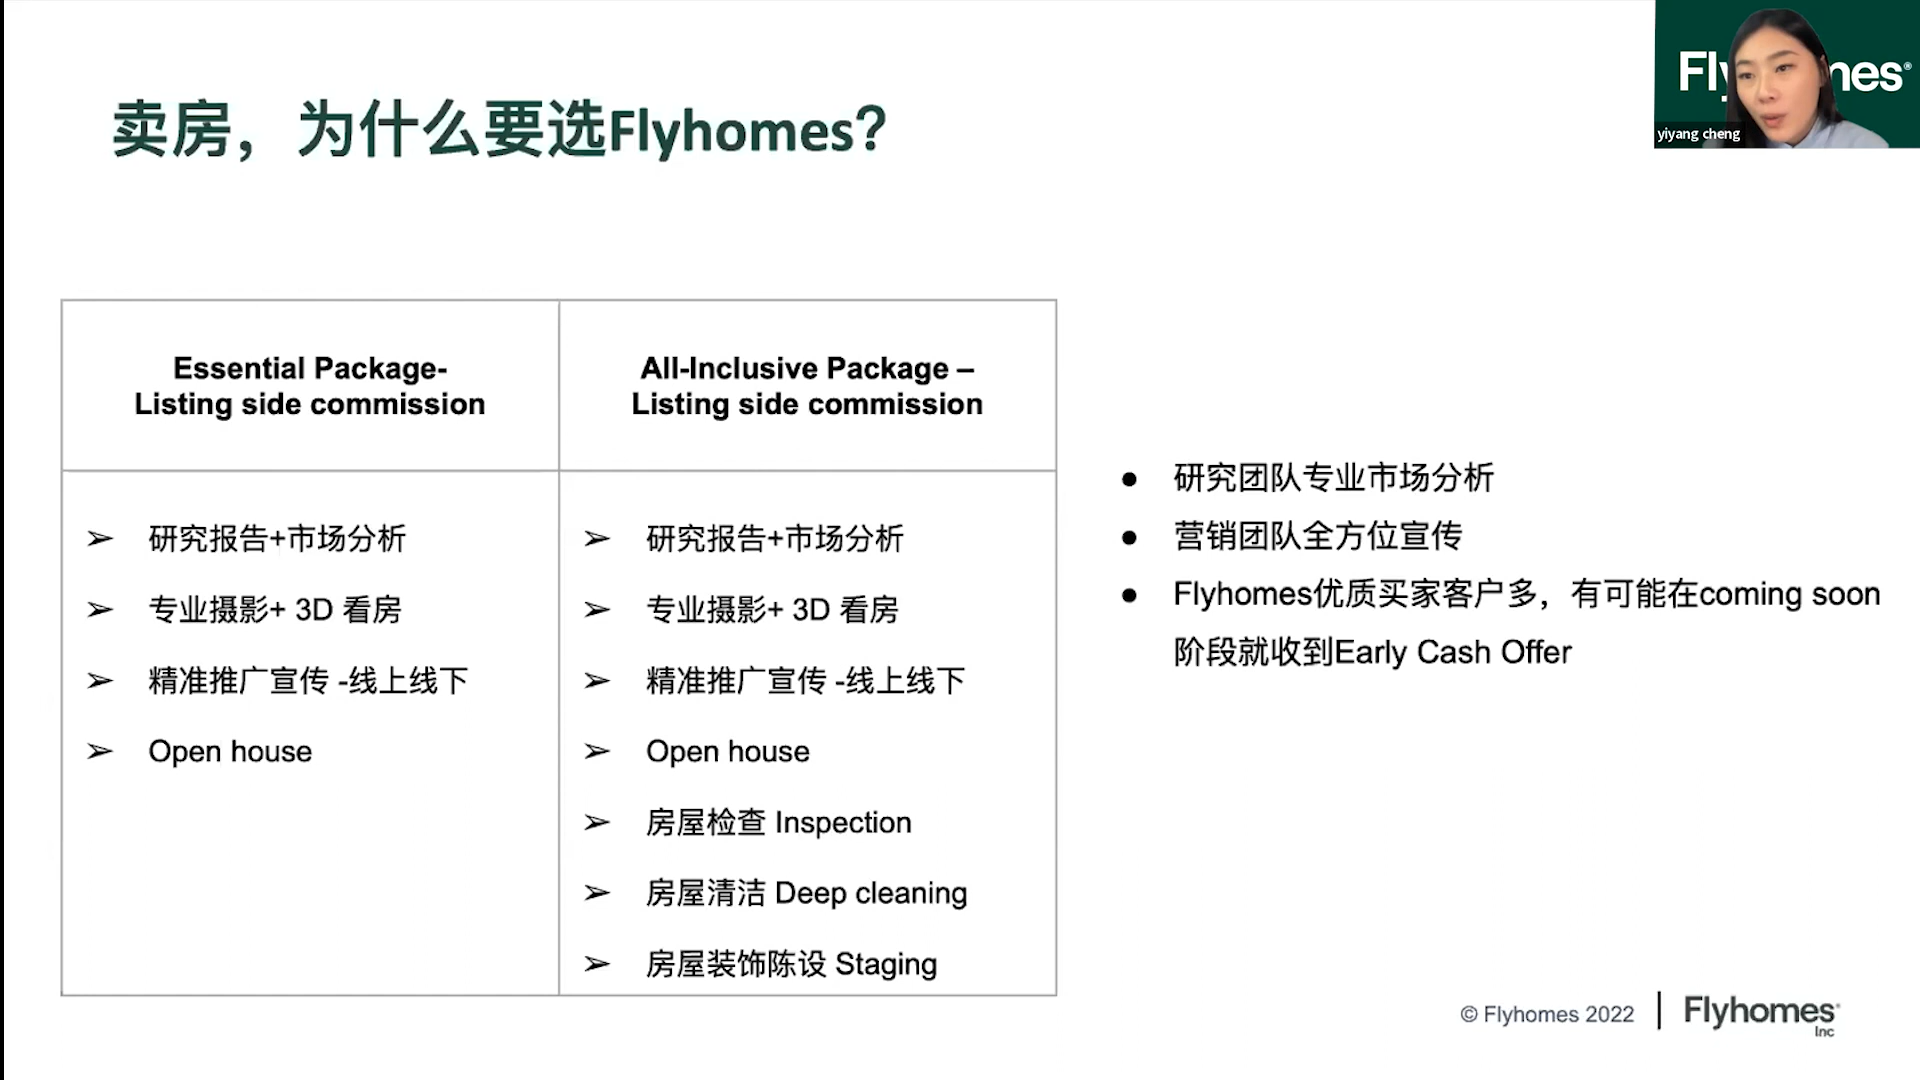 卖房，为什么要选Flyhomes？
yiyang cheng
Essential Package-
Listing side commission
All-Inclusive Package –
Listing side commission
➢ 研究报告+市场分析
➢ 专业摄影+ 3D 看房
➢ 精准推广宣传 -线上线下
➢ Open house
➢ 研究报告+市场分析
➢ 专业摄影+ 3D 看房
➢ 精准推广宣传 -线上线下
➢ Open house
➢ 房屋检查 Inspection
➢ 房屋清洁 Deep cleaning
➢ 房屋装饰陈设 Staging
● 研究团队专业市场分析
● 营销团队全方位宣传
● Flyhomes优质买家客户多，有可能在coming soon
阶段就收到Early Cash Offer
© Flyhomes 2022
Flyhomes
Inc